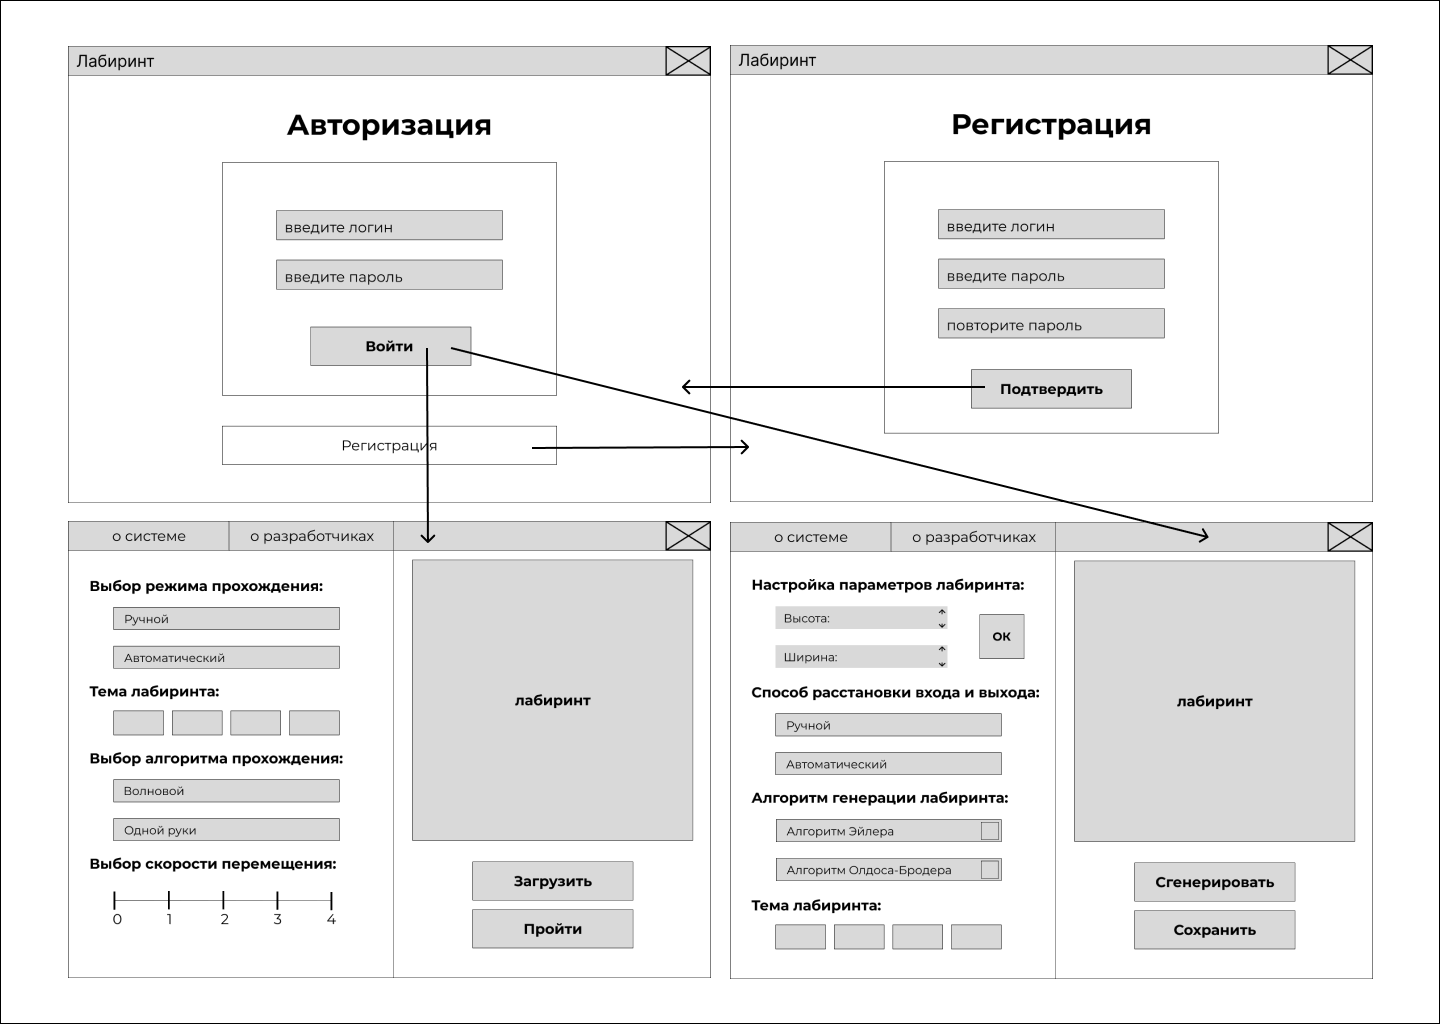 Лабиринт
Авторизация
введите логин
введите пароль
Войти
Регистрация
Лабиринт
Регистрация
введите логин
введите пароль
повторите пароль
Подтвердить
о системе
о разработчиках
Выбор режима прохождения:
Ручной
Автоматический
Тема лабиринта:
Выбор алгоритма прохождения:
Волновой
Одной руки
Выбор скорости перемещения:
0 1 2 3 4
лабиринт
Загрузить
Пройти
о системе
о разработчиках
Настройка параметров лабиринта:
Высота:
Ширина:
ОК
Способ расстановки входа и выхода:
Ручной
Автоматический
Алгоритм генерации лабиринта:
Алгоритм Эйлера
Алгоритм Олдоса-Бродера
Тема лабиринта:
лабиринт
Сгенерировать
Сохранить